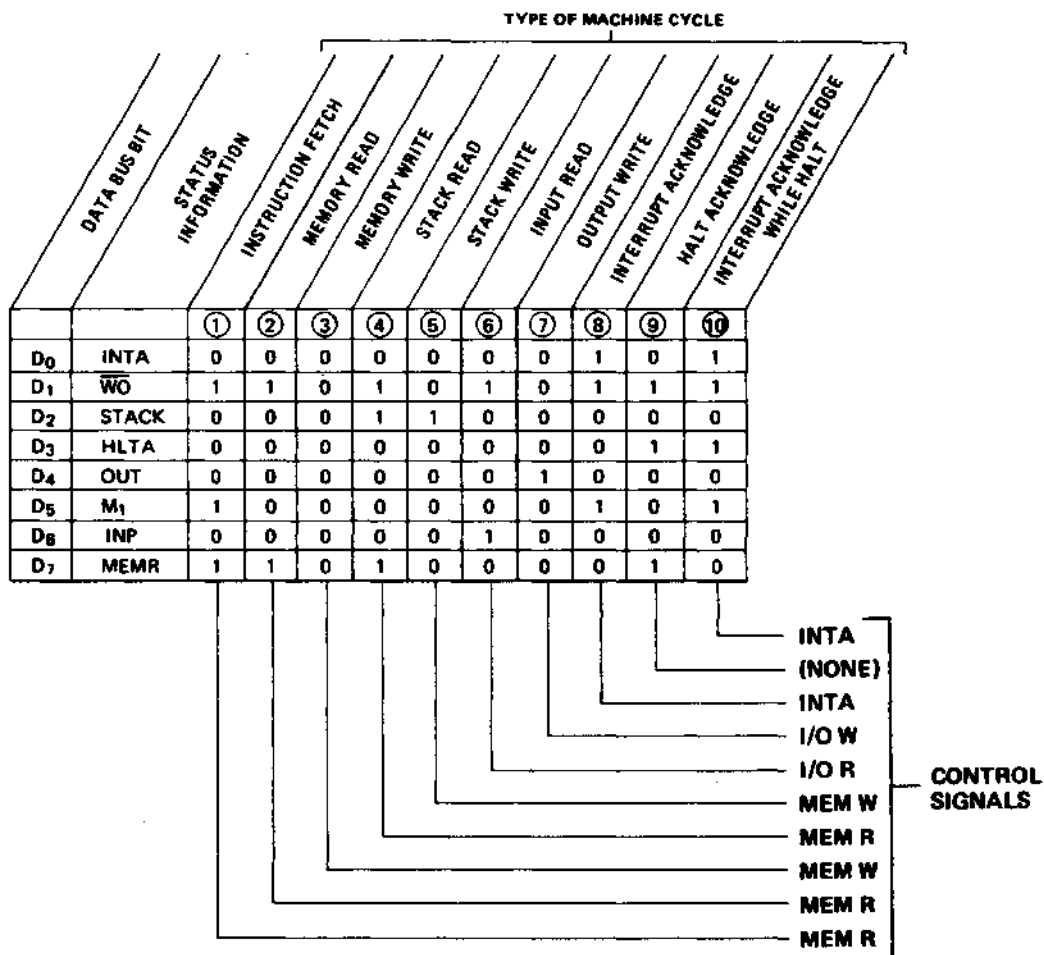 TYPE OF MACHINE CYCLE
DATA BUS BIT
STATUS
INFORMATION
INSTRUCTION FETCH
MEMORY READ
MEMORY WRITE
STACK READ
STACK WRITE
INPUT READ
OUTPUT WRITE
INTERRUPT ACKNOWLEDGE
HALT ACKNOWLEDGE
INTERRUPT ACKNOWLEDGE
WHILE HALT
① ② ③ ④ ⑤ ⑥ ⑦ ⑧ ⑨ ⑩
D₀ INTA 0 0 0 0 0 0 0 1 0 1
D₁ W̅O̅ 1 1 0 1 0 1 0 1 1 1
D₂ STACK 0 0 0 1 1 0 0 0 0 0
D₃ HLTA 0 0 0 0 0 0 0 0 1 1
D₄ OUT 0 0 0 0 0 0 1 0 0 0
D₅ M₁ 1 0 0 0 0 0 0 1 0 1
D₆ INP 0 0 0 0 0 1 0 0 0 0
D₇ MEMR 1 1 0 1 0 0 0 0 1 0
INTA
(NONE)
INTA
I/O W
I/O R
MEM W
MEM R
MEM W
MEM R
MEM R
CONTROL
SIGNALS